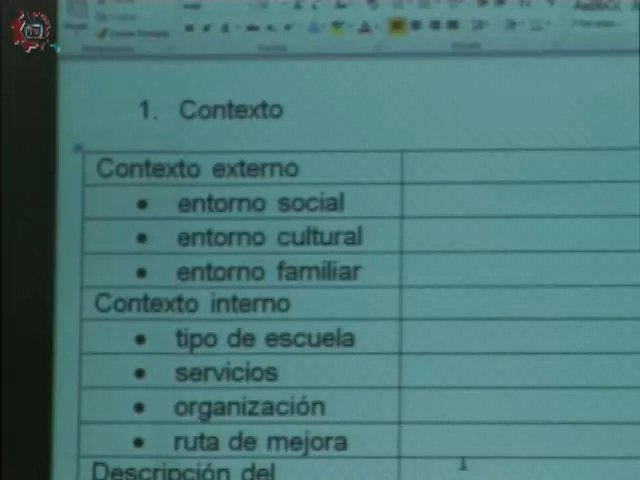 1. Contexto
Contexto externo
• entorno social
• entorno cultural
• entorno familiar
Contexto interno
• tipo de escuela
• servicios
• organización
• ruta de mejora
Descripción del